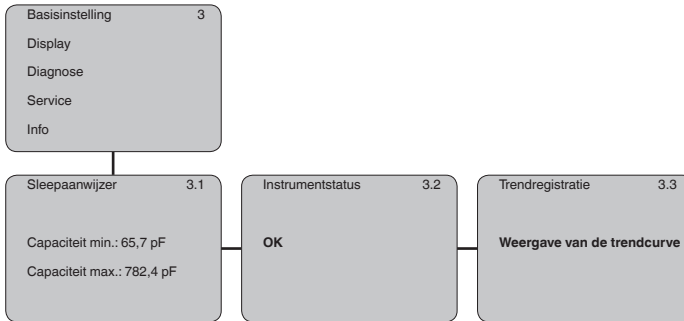 Basisinstelling 3
Display
Diagnose
Service
Info
Sleepaanwijzer 3.1
Capaciteit min.: 65,7 pF
Capaciteit max.: 782,4 pF
Instrumentstatus 3.2
OK
Trendregistratie 3.3
Weergave van de trendcurve